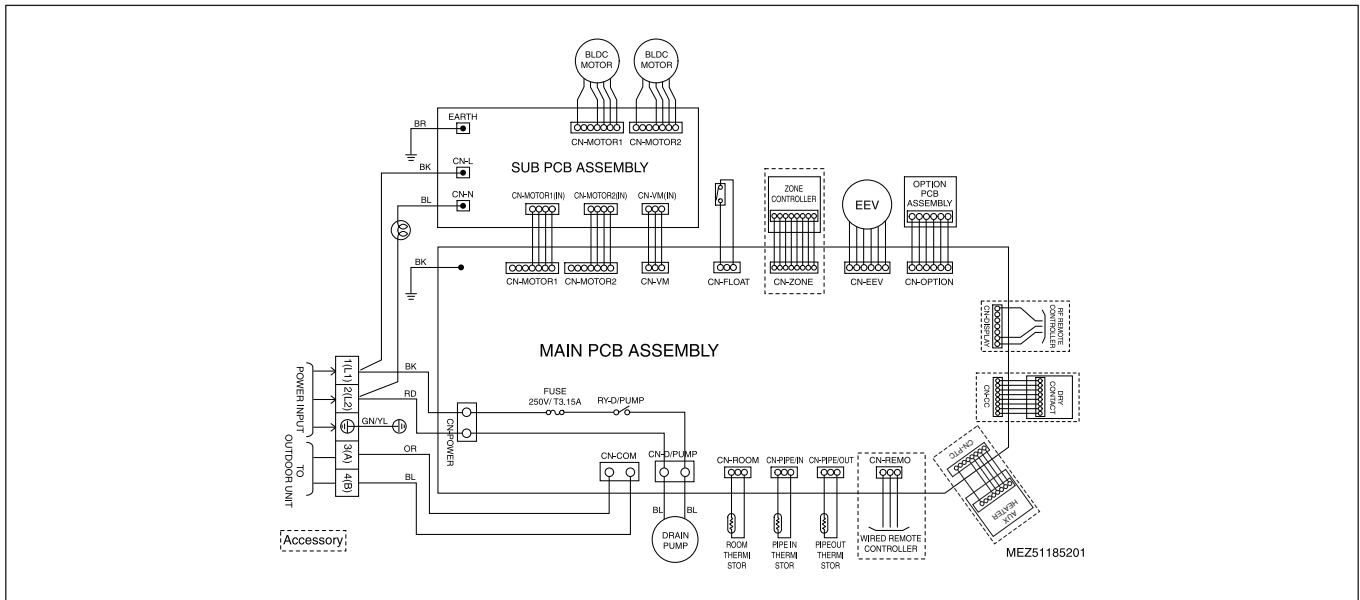 BLDC
MOTOR
BLDC
MOTOR
EARTH
BR
CN-MOTOR1
CN-MOTOR2
CN-L
BK
SUB PCB ASSEMBLY
CN-N
BL
CN-MOTOR1(IN)
CN-MOTOR2(IN)
CN-VM(IN)
ZONE
CONTROLLER
EEV
OPTION
PCB
ASSEMBLY
BK
CN-MOTOR1
CN-MOTOR2
CN-VM
CN-FLOAT
CN-ZONE
CN-EEV
CN-OPTION
CN-DISPLAY
RF REMOTE
CONTROLLER
MAIN PCB ASSEMBLY
CN-CC
DRY
CONTACT
POWER INPUT
1(L1)
2(L2)
BK
RD
GN/YL
FUSE
250V/ T3.15A
RY-D/PUMP
CN-POWER
TO
OUTDOOR UNIT
3(A)
4(B)
OR
BL
CN-COM
CN-D/PUMP
CN-ROOM
CN-PIPE/IN
CN-PIPE/OUT
CN-REMO
CN-PTC
AUX
HEATER
BL
BL
DRAIN
PUMP
ROOM
THERMI
STOR
PIPE IN
THERMI
STOR
PIPEOUT
THERMI
STOR
WIRED REMOTE
CONTROLLER
Accessory
MEZ51185201